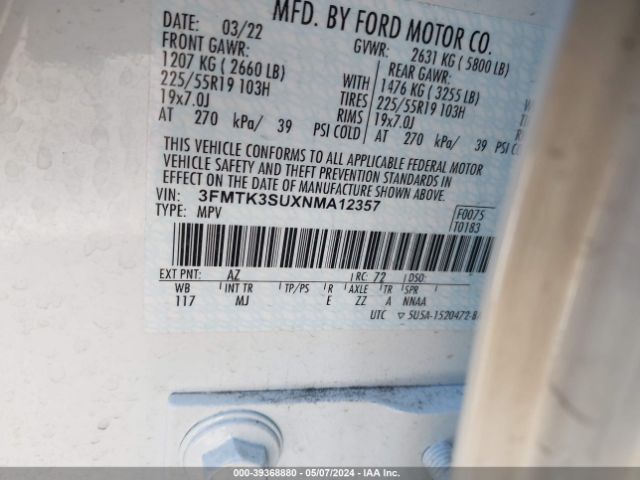 MFD. BY FORD MOTOR CO.
DATE: 03/22 GVWR: 2631 KG ( 5800 LB)
FRONT GAWR: REAR GAWR:
1207 KG ( 2660 LB) WITH 1476 KG ( 3255 LB)
225/55R19 103H TIRES 225/55R19 103H
19x7.0J RIMS 19x7.0J
AT 270 kPa/ 39 PSI COLD AT 270 kPa/ 39 PSI
THIS VEHICLE CONFORMS TO ALL APPLICABLE FEDERAL MOTOR
VEHICLE SAFETY AND THEFT PREVENTION STANDARDS IN
EFFECT ON THE DATE OF MANUFACTURE SHOWN ABOVE.
VIN: 3FMTK3SUXNMA12357
TYPE: MPV F0075
T0183
EXT PNT: AZ RC: 72 DSO:
WB INT TR TP/PS R AXLE TR SPR
117 MJ E ZZ A NNAA
UTC ▽ 5U5A-1520472-
000-39368880 - 05/07/2024 - IAA Inc.